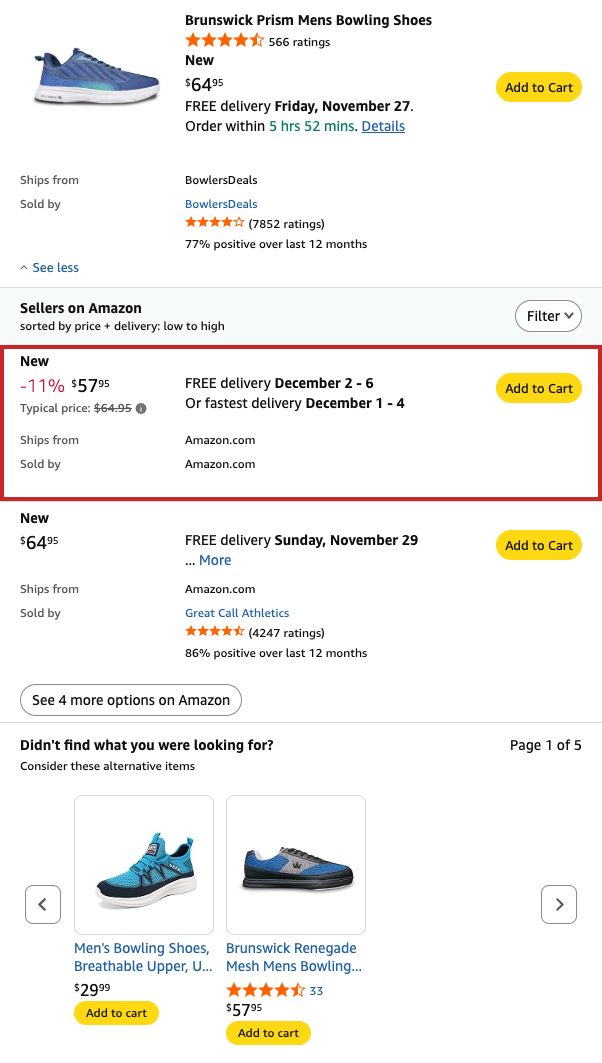 Brunswick Prism Mens Bowling Shoes
566 ratings
New
$64.95
FREE delivery Friday, November 27.
Order within 5 hrs 52 mins. Details
Add to Cart
Ships from BowlersDeals
Sold by BowlersDeals
(7852 ratings)
77% positive over last 12 months
See less
Sellers on Amazon
sorted by price + delivery: low to high
Filter
New
-11% $57.95
Typical price: $64.95
FREE delivery December 2 - 6
Or fastest delivery December 1 - 4
Add to Cart
Ships from Amazon.com
Sold by Amazon.com
New
$64.95
FREE delivery Sunday, November 29
... More
Add to Cart
Ships from Amazon.com
Sold by Great Call Athletics
(4247 ratings)
86% positive over last 12 months
See 4 more options on Amazon
Didn't find what you were looking for? Page 1 of 5
Consider these alternative items
Men's Bowling Shoes,
Breathable Upper, U...
$29.99
Add to cart
Brunswick Renegade
Mesh Mens Bowling...
33
$57.95
Add to cart